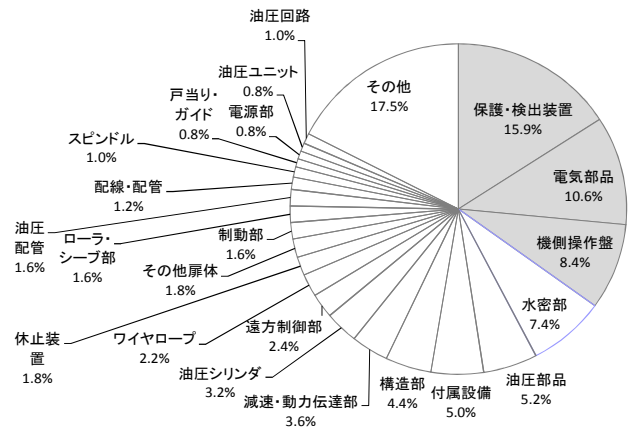 保護・検出装置
15.9%
電気部品
10.6%
機側操作盤
8.4%
水密部
7.4%
油圧部品
5.2%
付属設備
5.0%
構造部
4.4%
減速・動力伝達部
3.6%
油圧シリンダ
3.2%
遠方制御部
2.4%
ワイヤロープ
2.2%
休止装
置
1.8%
その他扉体
1.8%
制動部
1.6%
ローラ・
シーブ部
1.6%
油圧
配管
1.6%
配線・配管
1.2%
スピンドル
1.0%
戸当り・
ガイド
0.8%
電源部
0.8%
油圧ユニット
0.8%
油圧回路
1.0%
その他
17.5%